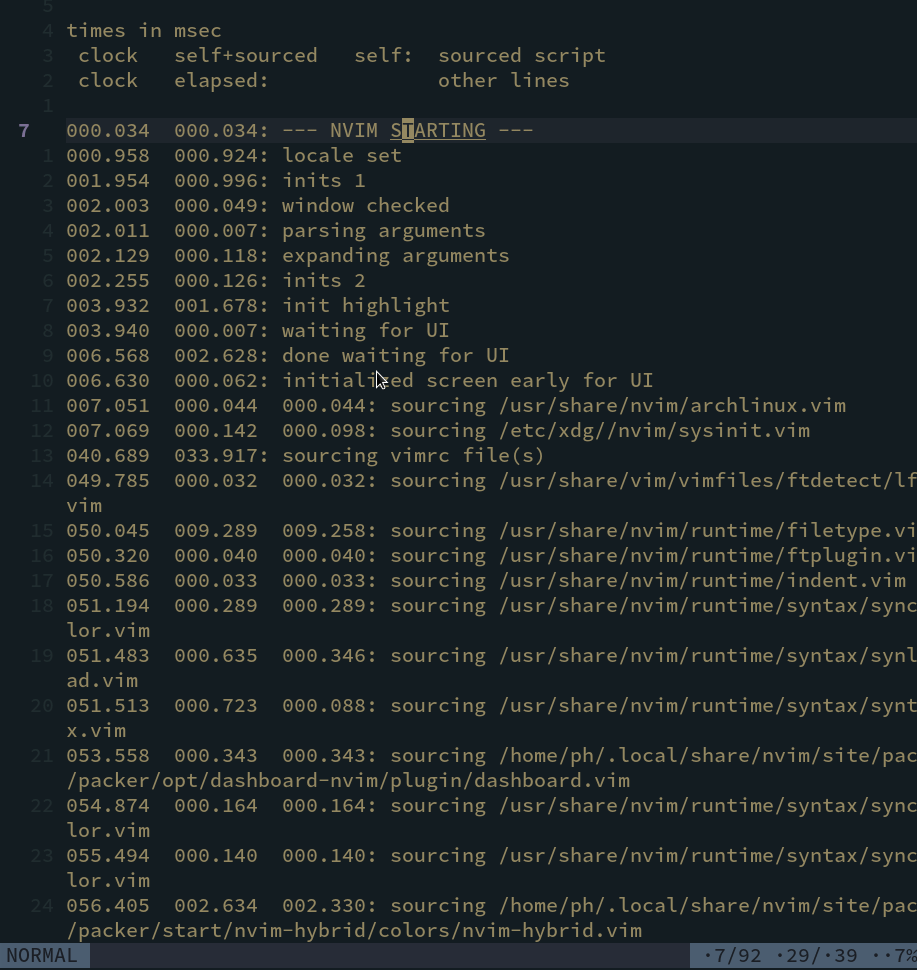 5
4 times in msec
3  clock   self+sourced   self:  sourced script
2  clock   elapsed:              other lines
1
7 000.034  000.034: --- NVIM STARTING ---
1 000.958  000.924: locale set
2 001.954  000.996: inits 1
3 002.003  000.049: window checked
4 002.011  000.007: parsing arguments
5 002.129  000.118: expanding arguments
6 002.255  000.126: inits 2
7 003.932  001.678: init highlight
8 003.940  000.007: waiting for UI
9 006.568  002.628: done waiting for UI
10 006.630  000.062: initialized screen early for UI
11 007.051  000.044  000.044: sourcing /usr/share/nvim/archlinux.vim
12 007.069  000.142  000.098: sourcing /etc/xdg//nvim/sysinit.vim
13 040.689  033.917: sourcing vimrc file(s)
14 049.785  000.032  000.032: sourcing /usr/share/vim/vimfiles/ftdetect/lf
vim
15 050.045  009.289  009.258: sourcing /usr/share/nvim/runtime/filetype.vi
16 050.320  000.040  000.040: sourcing /usr/share/nvim/runtime/ftplugin.vi
17 050.586  000.033  000.033: sourcing /usr/share/nvim/runtime/indent.vim
18 051.194  000.289  000.289: sourcing /usr/share/nvim/runtime/syntax/sync
lor.vim
19 051.483  000.635  000.346: sourcing /usr/share/nvim/runtime/syntax/synl
ad.vim
20 051.513  000.723  000.088: sourcing /usr/share/nvim/runtime/syntax/synt
x.vim
21 053.558  000.343  000.343: sourcing /home/ph/.local/share/nvim/site/pac
/packer/opt/dashboard-nvim/plugin/dashboard.vim
22 054.874  000.164  000.164: sourcing /usr/share/nvim/runtime/syntax/sync
lor.vim
23 055.494  000.140  000.140: sourcing /usr/share/nvim/runtime/syntax/sync
lor.vim
24 056.405  002.634  002.330: sourcing /home/ph/.local/share/nvim/site/pac
/packer/start/nvim-hybrid/colors/nvim-hybrid.vim
NORMAL ·7/92 ·29/·39 ··7%